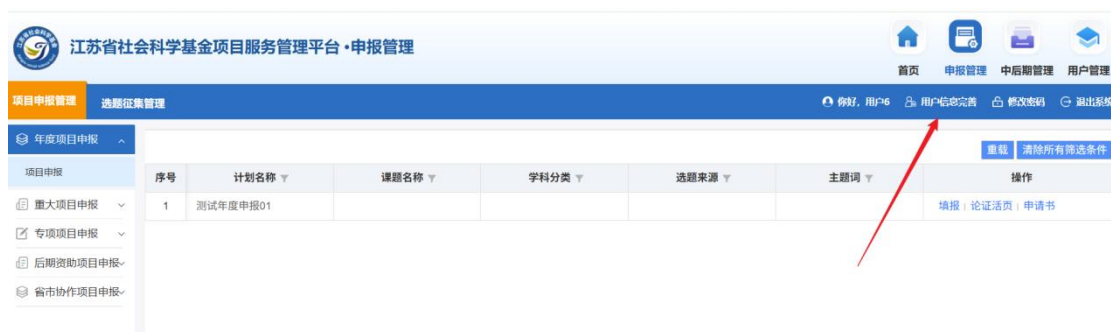 江苏省社会科学基金项目服务管理平台·申报管理
首页 申报管理 中后期管理 用户管理
项目申报管理 选题征集管理 你好,用户6 用户信息完善 修改密码 退出系统
年度项目申报
重载 清除所有筛选条件
项目申报
序号 计划名称 课题名称 学科分类 选题来源 主题词 操作
重大项目申报
1 测试年度申报01 填报 | 论证活页 | 申请书
专项项目申报
后期资助项目申报
省市协作项目申报